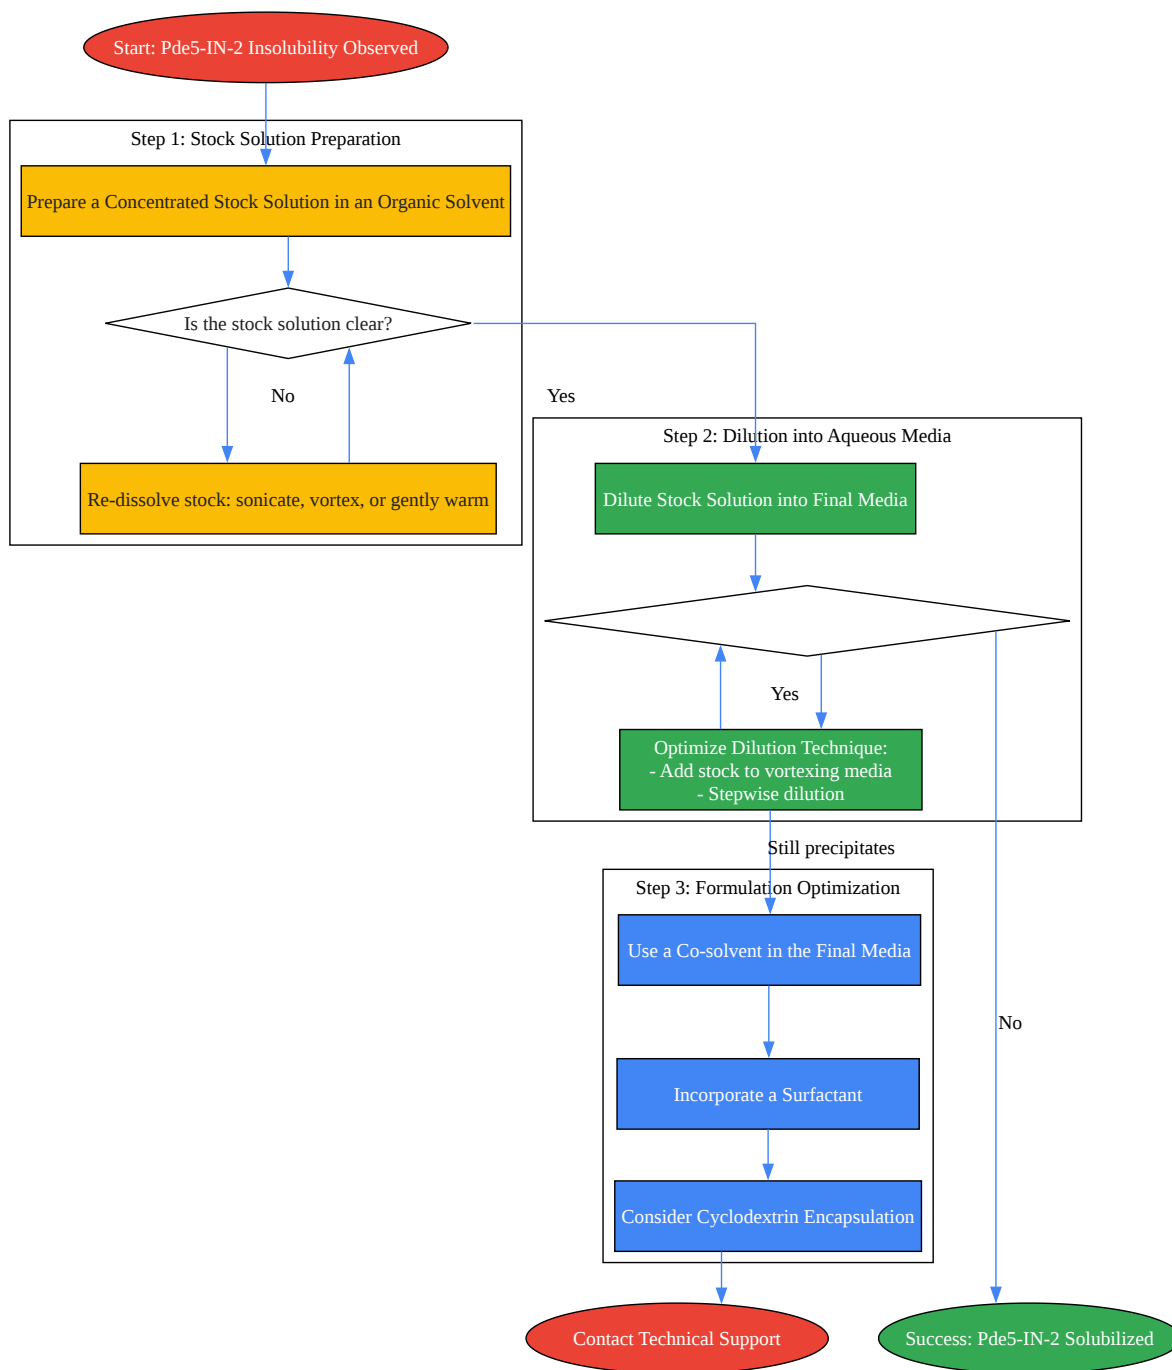 Start: Pde5-IN-2 Insolubility Observed
Step 1: Stock Solution Preparation
Prepare a Concentrated Stock Solution in an Organic Solvent
Is the stock solution clear?
No
Yes
Re-dissolve stock: sonicate, vortex, or gently warm
Step 2: Dilution into Aqueous Media
Dilute Stock Solution into Final Media
Yes
Optimize Dilution Technique:
- Add stock to vortexing media
- Stepwise dilution
Still precipitates
Step 3: Formulation Optimization
Use a Co-solvent in the Final Media
No
Incorporate a Surfactant
Consider Cyclodextrin Encapsulation
Contact Technical Support
Success: Pde5-IN-2 Solubilized